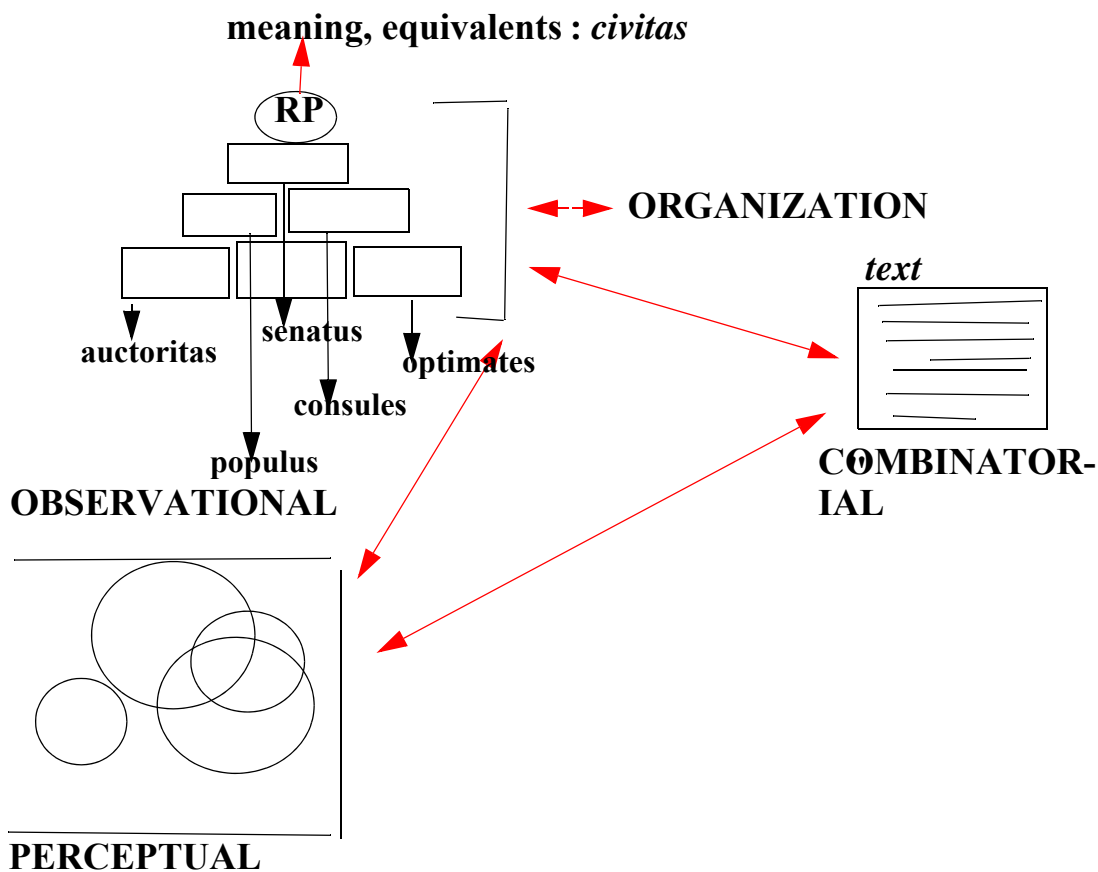 meaning, equivalents : civitas
RP
ORGANIZATION
text
senatus
auctoritas
optimates
consules
populus
OBSERVATIONAL
COMBINATOR-
IAL
PERCEPTUAL